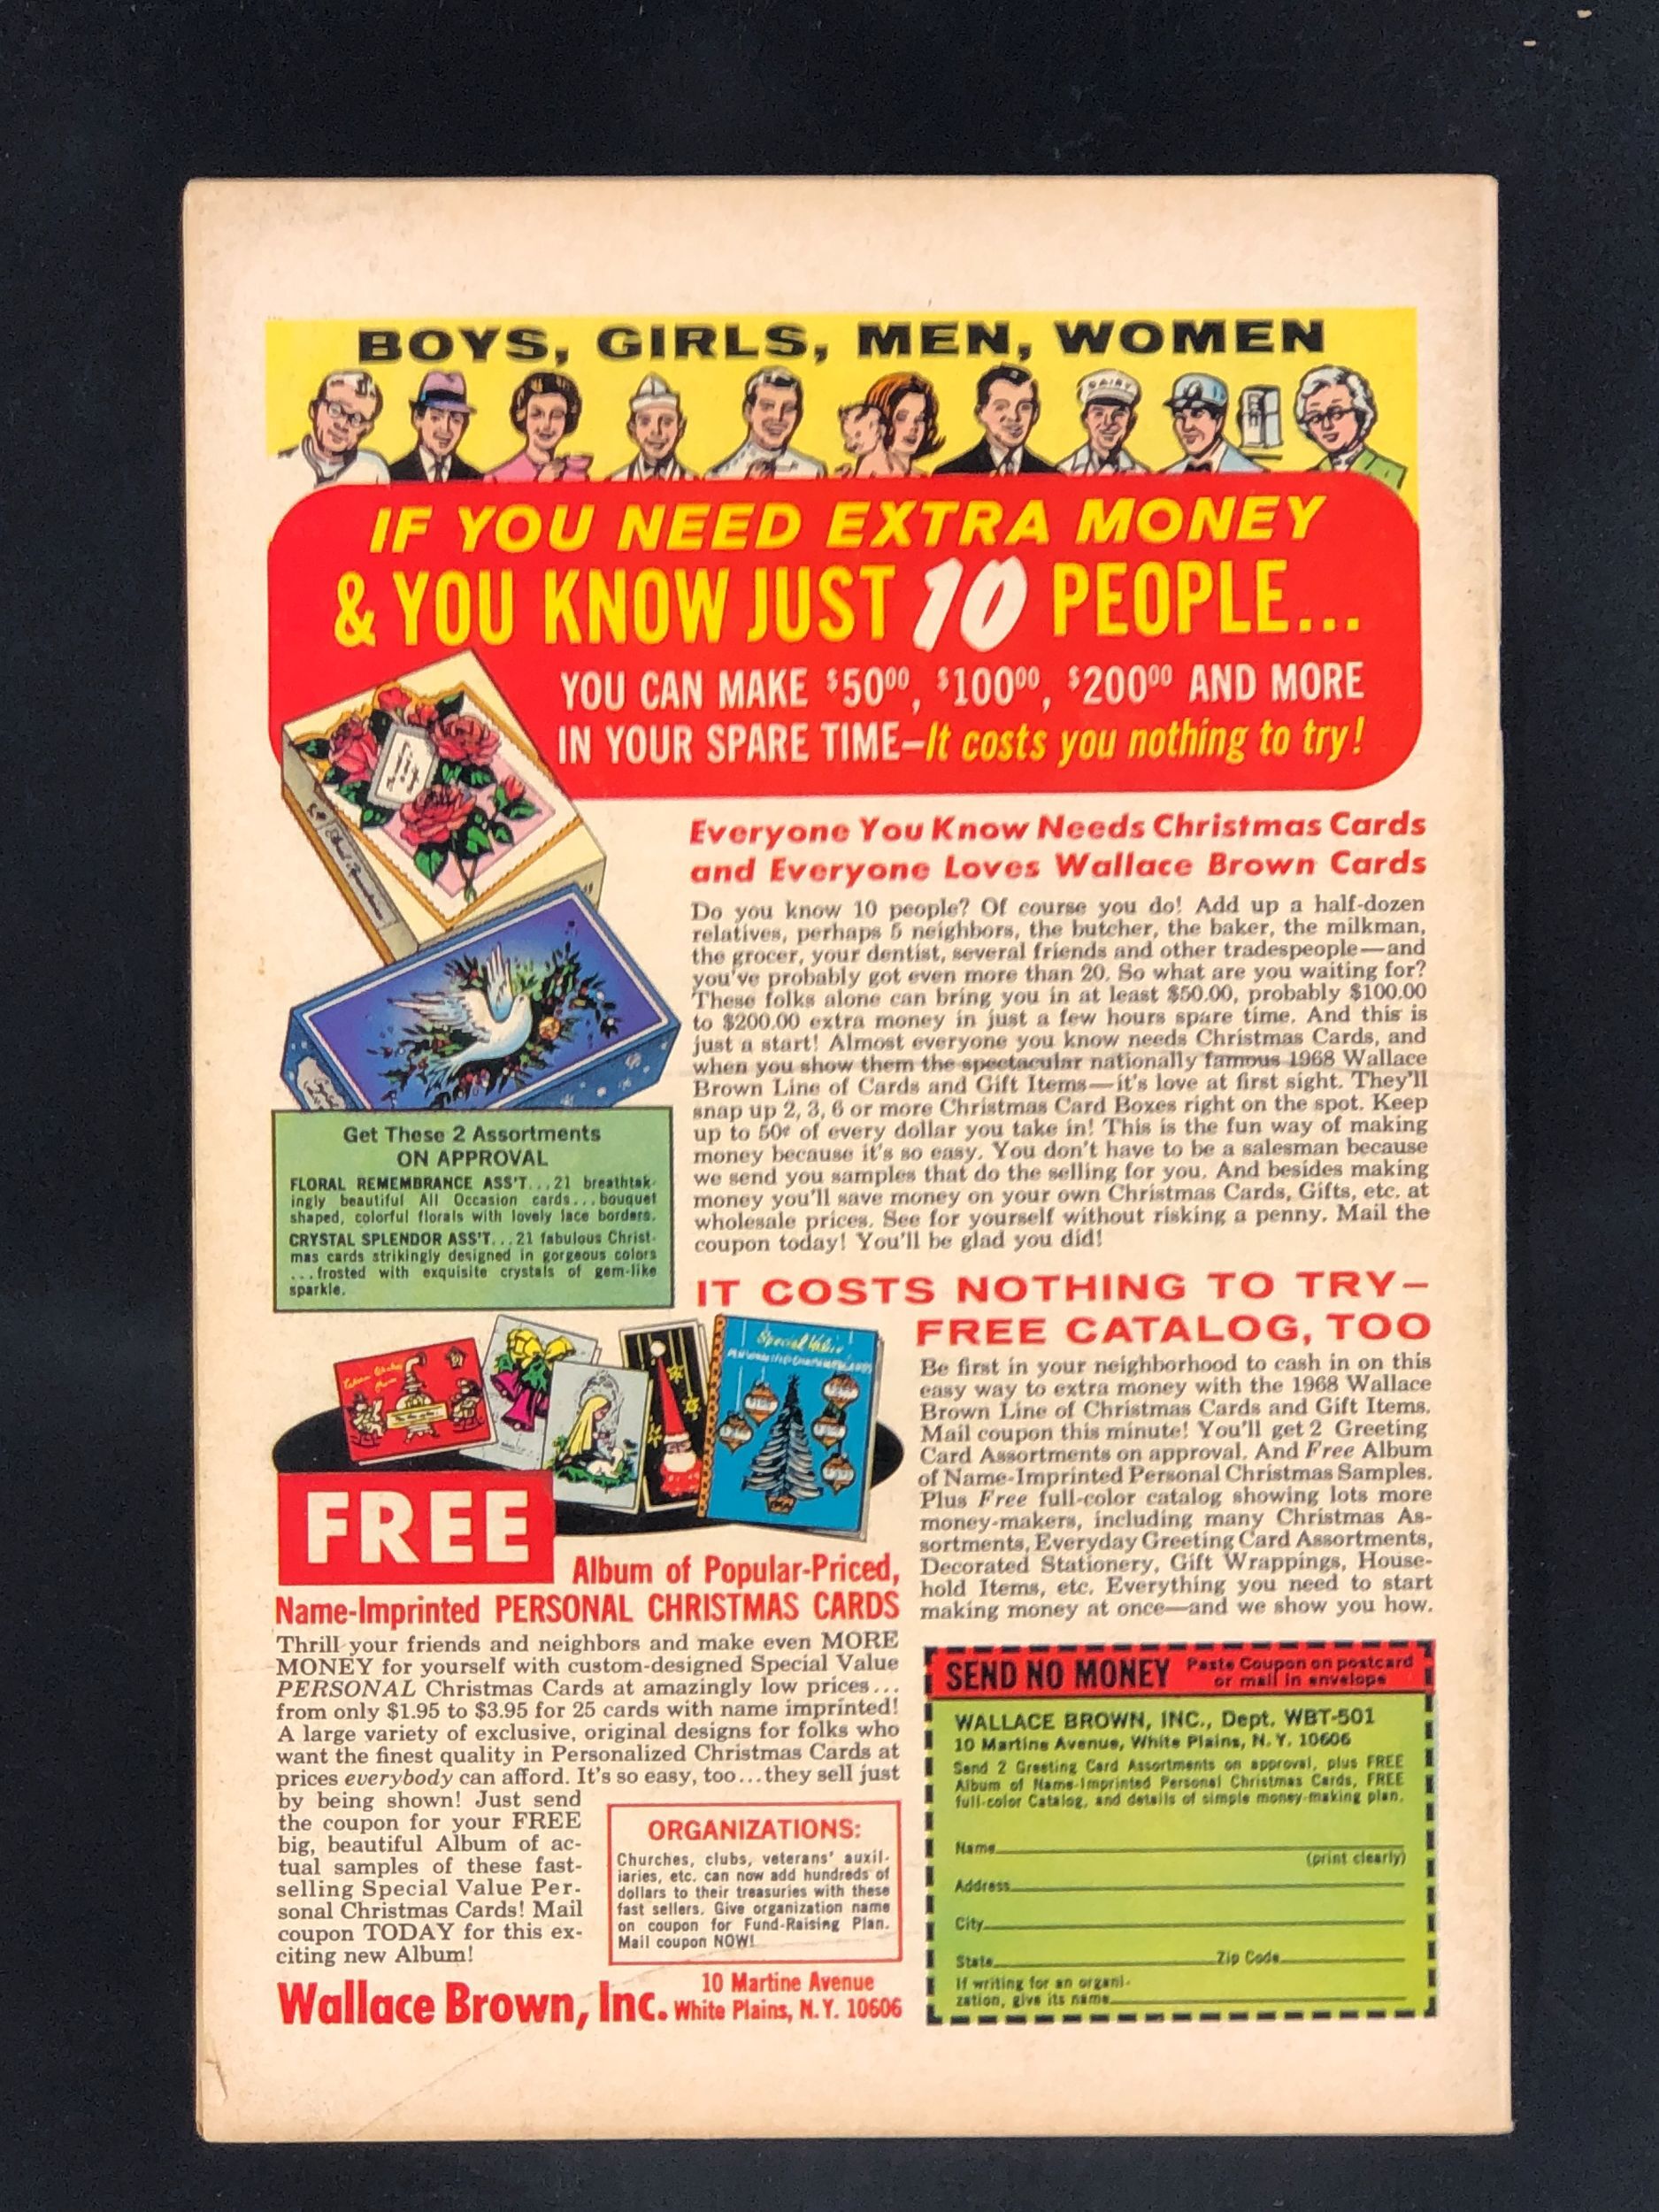 BOYS, GIRLS, MEN, WOMEN
DAIRY
IF YOU NEED EXTRA MONEY
& YOU KNOW JUST 10 PEOPLE...
YOU CAN MAKE $50⁰⁰, $100⁰⁰, $200⁰⁰ AND MORE
IN YOUR SPARE TIME–It costs you nothing to try!
Everyone You Know Needs Christmas Cards
and Everyone Loves Wallace Brown Cards
Do you know 10 people? Of course you do! Add up a half-dozen
relatives, perhaps 5 neighbors, the butcher, the baker, the milkman,
the grocer, your dentist, several friends and other tradespeople—and
you've probably got even more than 20. So what are you waiting for?
These folks alone can bring you in at least $50.00, probably $100.00
to $200.00 extra money in just a few hours spare time. And this is
just a start! Almost everyone you know needs Christmas Cards, and
when you show them the spectacular nationally famous 1968 Wallace
Brown Line of Cards and Gift Items—it's love at first sight. They'll
snap up 2, 3, 6 or more Christmas Card Boxes right on the spot. Keep
up to 50¢ of every dollar you take in! This is the fun way of making
money because it's so easy. You don't have to be a salesman because
we send you samples that do the selling for you. And besides making
money you'll save money on your own Christmas Cards, Gifts, etc. at
wholesale prices. See for yourself without risking a penny. Mail the
coupon today! You'll be glad you did!
Get These 2 Assortments
ON APPROVAL
FLORAL REMEMBRANCE ASS'T...21 breathtak-
ingly beautiful All Occasion cards...bouquet
shaped, colorful florals with lovely lace borders.
CRYSTAL SPLENDOR ASS'T...21 fabulous Christ-
mas cards strikingly designed in gorgeous colors
...frosted with exquisite crystals of gem-like
sparkle.
IT COSTS NOTHING TO TRY–
FREE CATALOG, TOO
Be first in your neighborhood to cash in on this
easy way to extra money with the 1968 Wallace
Brown Line of Christmas Cards and Gift Items.
Mail coupon this minute! You'll get 2 Greeting
Card Assortments on approval. And Free Album
of Name-Imprinted Personal Christmas Samples.
Plus Free full-color catalog showing lots more
money-makers, including many Christmas As-
sortments, Everyday Greeting Card Assortments,
Decorated Stationery, Gift Wrappings, House-
hold Items, etc. Everything you need to start
making money at once—and we show you how.
Special Value
FREE
Album of Popular-Priced,
Name-Imprinted PERSONAL CHRISTMAS CARDS
Thrill your friends and neighbors and make even MORE
MONEY for yourself with custom-designed Special Value
PERSONAL Christmas Cards at amazingly low prices...
from only $1.95 to $3.95 for 25 cards with name imprinted!
A large variety of exclusive, original designs for folks who
want the finest quality in Personalized Christmas Cards at
prices everybody can afford. It's so easy, too...they sell just
by being shown! Just send
the coupon for your FREE
big, beautiful Album of ac-
tual samples of these fast-
selling Special Value Per-
sonal Christmas Cards! Mail
coupon TODAY for this ex-
citing new Album!
ORGANIZATIONS:
Churches, clubs, veterans' auxil-
iaries, etc. can now add hundreds of
dollars to their treasuries with these
fast sellers. Give organization name
on coupon for Fund-Raising Plan.
Mail coupon NOW!
Wallace Brown, Inc. 10 Martine Avenue
White Plains, N.Y. 10606
SEND NO MONEY Paste Coupon on postcard
or mail in envelope
WALLACE BROWN, INC., Dept. WBT-501
10 Martine Avenue, White Plains, N.Y. 10606
Send 2 Greeting Card Assortments on approval, plus FREE
Album of Name-Imprinted Personal Christmas Cards, FREE
full-color Catalog, and details of simple money-making plan.
Name
(print clearly)
Address
City
State Zip Code
If writing for an organi-
zation, give its name